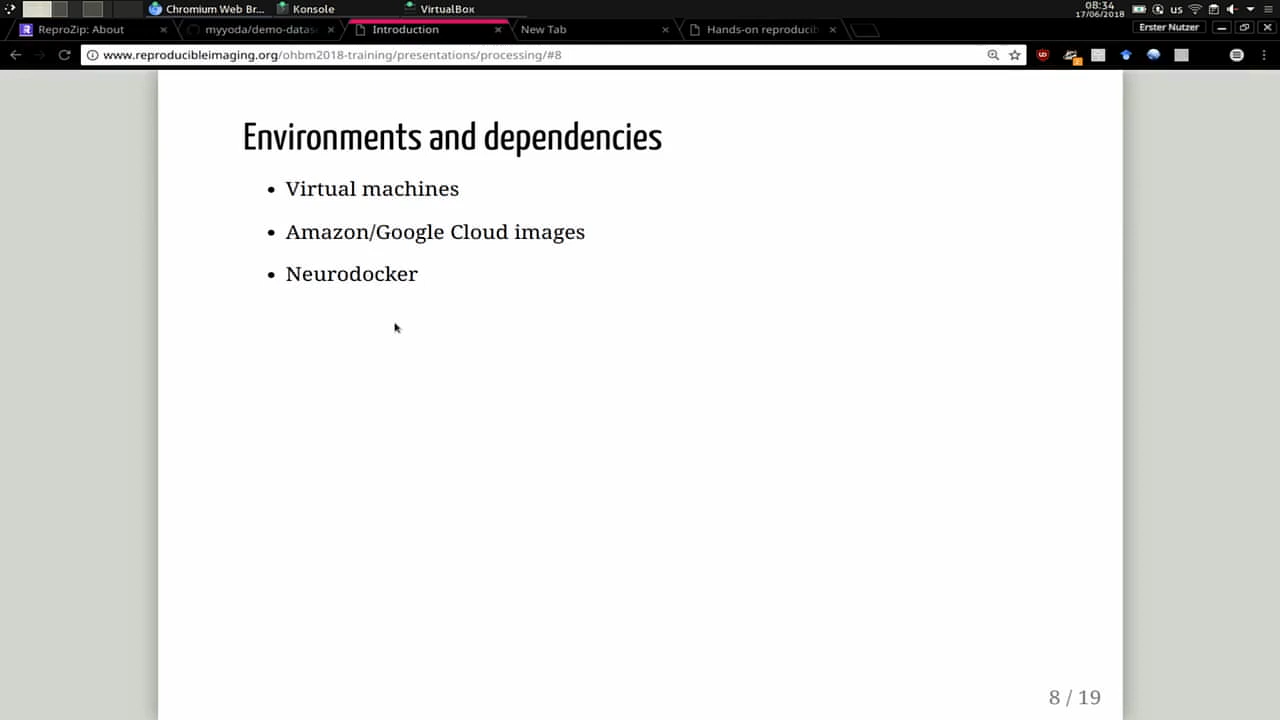 Chromium Web Br...
Konsole
VirtualBox
08:34
17/06/2018
us
ReproZip: About
myyoda/demo-datas
Introduction
New Tab
Hands-on reproducib
Erster Nutzer
www.reproducibleimaging.org/ohbm2018-training/presentations/processing/#8
Environments and dependencies
• Virtual machines
• Amazon/Google Cloud images
• Neurodocker
8 / 19